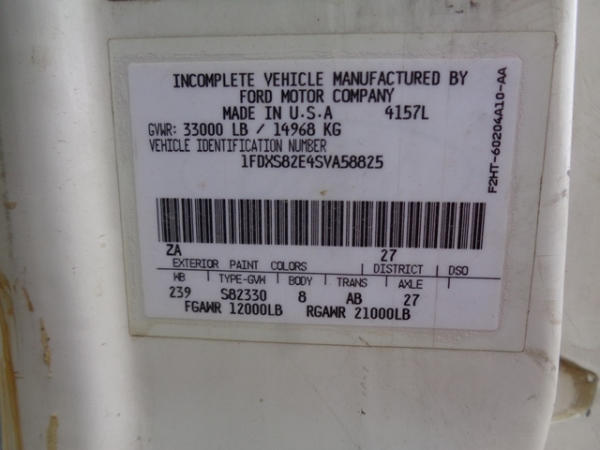 INCOMPLETE VEHICLE MANUFACTURED BY
FORD MOTOR COMPANY
MADE IN U.S.A 4157L
GVWR: 33000 LB / 14968 KG
VEHICLE IDENTIFICATION NUMBER
1FDXS82E4SVA58825
F2HT-60204A10-AA
ZA 27
EXTERIOR PAINT COLORS DISTRICT DSO
WB TYPE-GVW BODY TRANS AXLE
239 S82330 8 AB 27
FGAWR 12000LB RGAWR 21000LB